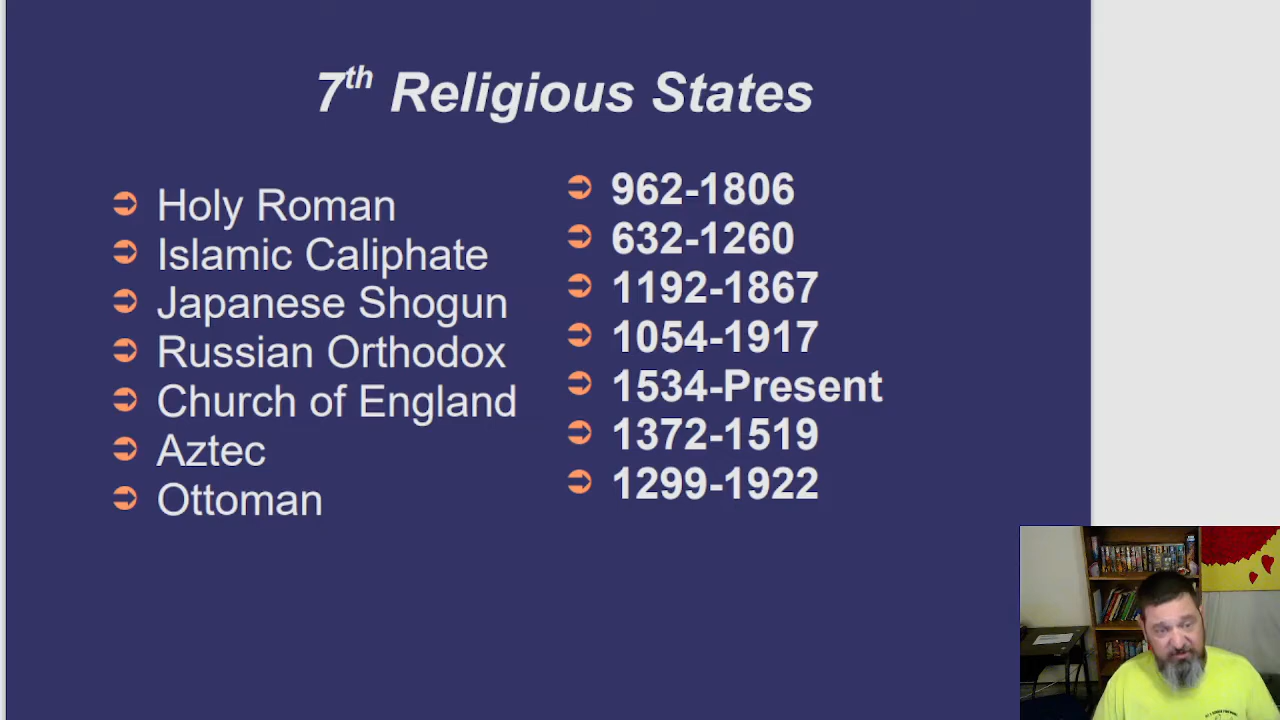 7th Religious States
Holy Roman
Islamic Caliphate
Japanese Shogun
Russian Orthodox
Church of England
Aztec
Ottoman
962-1806
632-1260
1192-1867
1054-1917
1534-Present
1372-1519
1299-1922